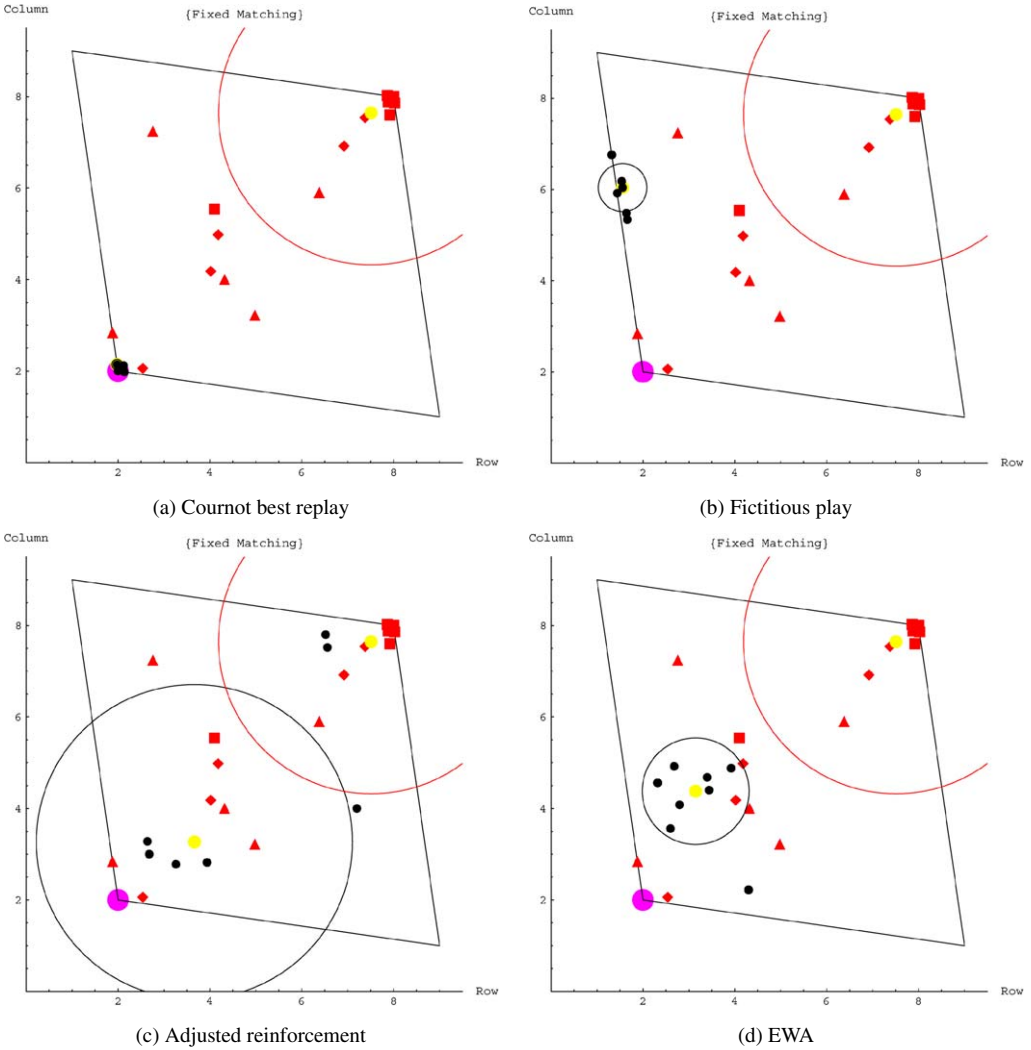 Column
{Fixed Matching}
8
6
4
2
2 4 6 8 Row
(a) Cournot best replay
Column
{Fixed Matching}
8
6
4
2
2 4 6 8 Row
(b) Fictitious play
Column
{Fixed Matching}
8
6
4
2
2 4 6 8 Row
(c) Adjusted reinforcement
Column
{Fixed Matching}
8
6
4
2
2 4 6 8 Row
(d) EWA